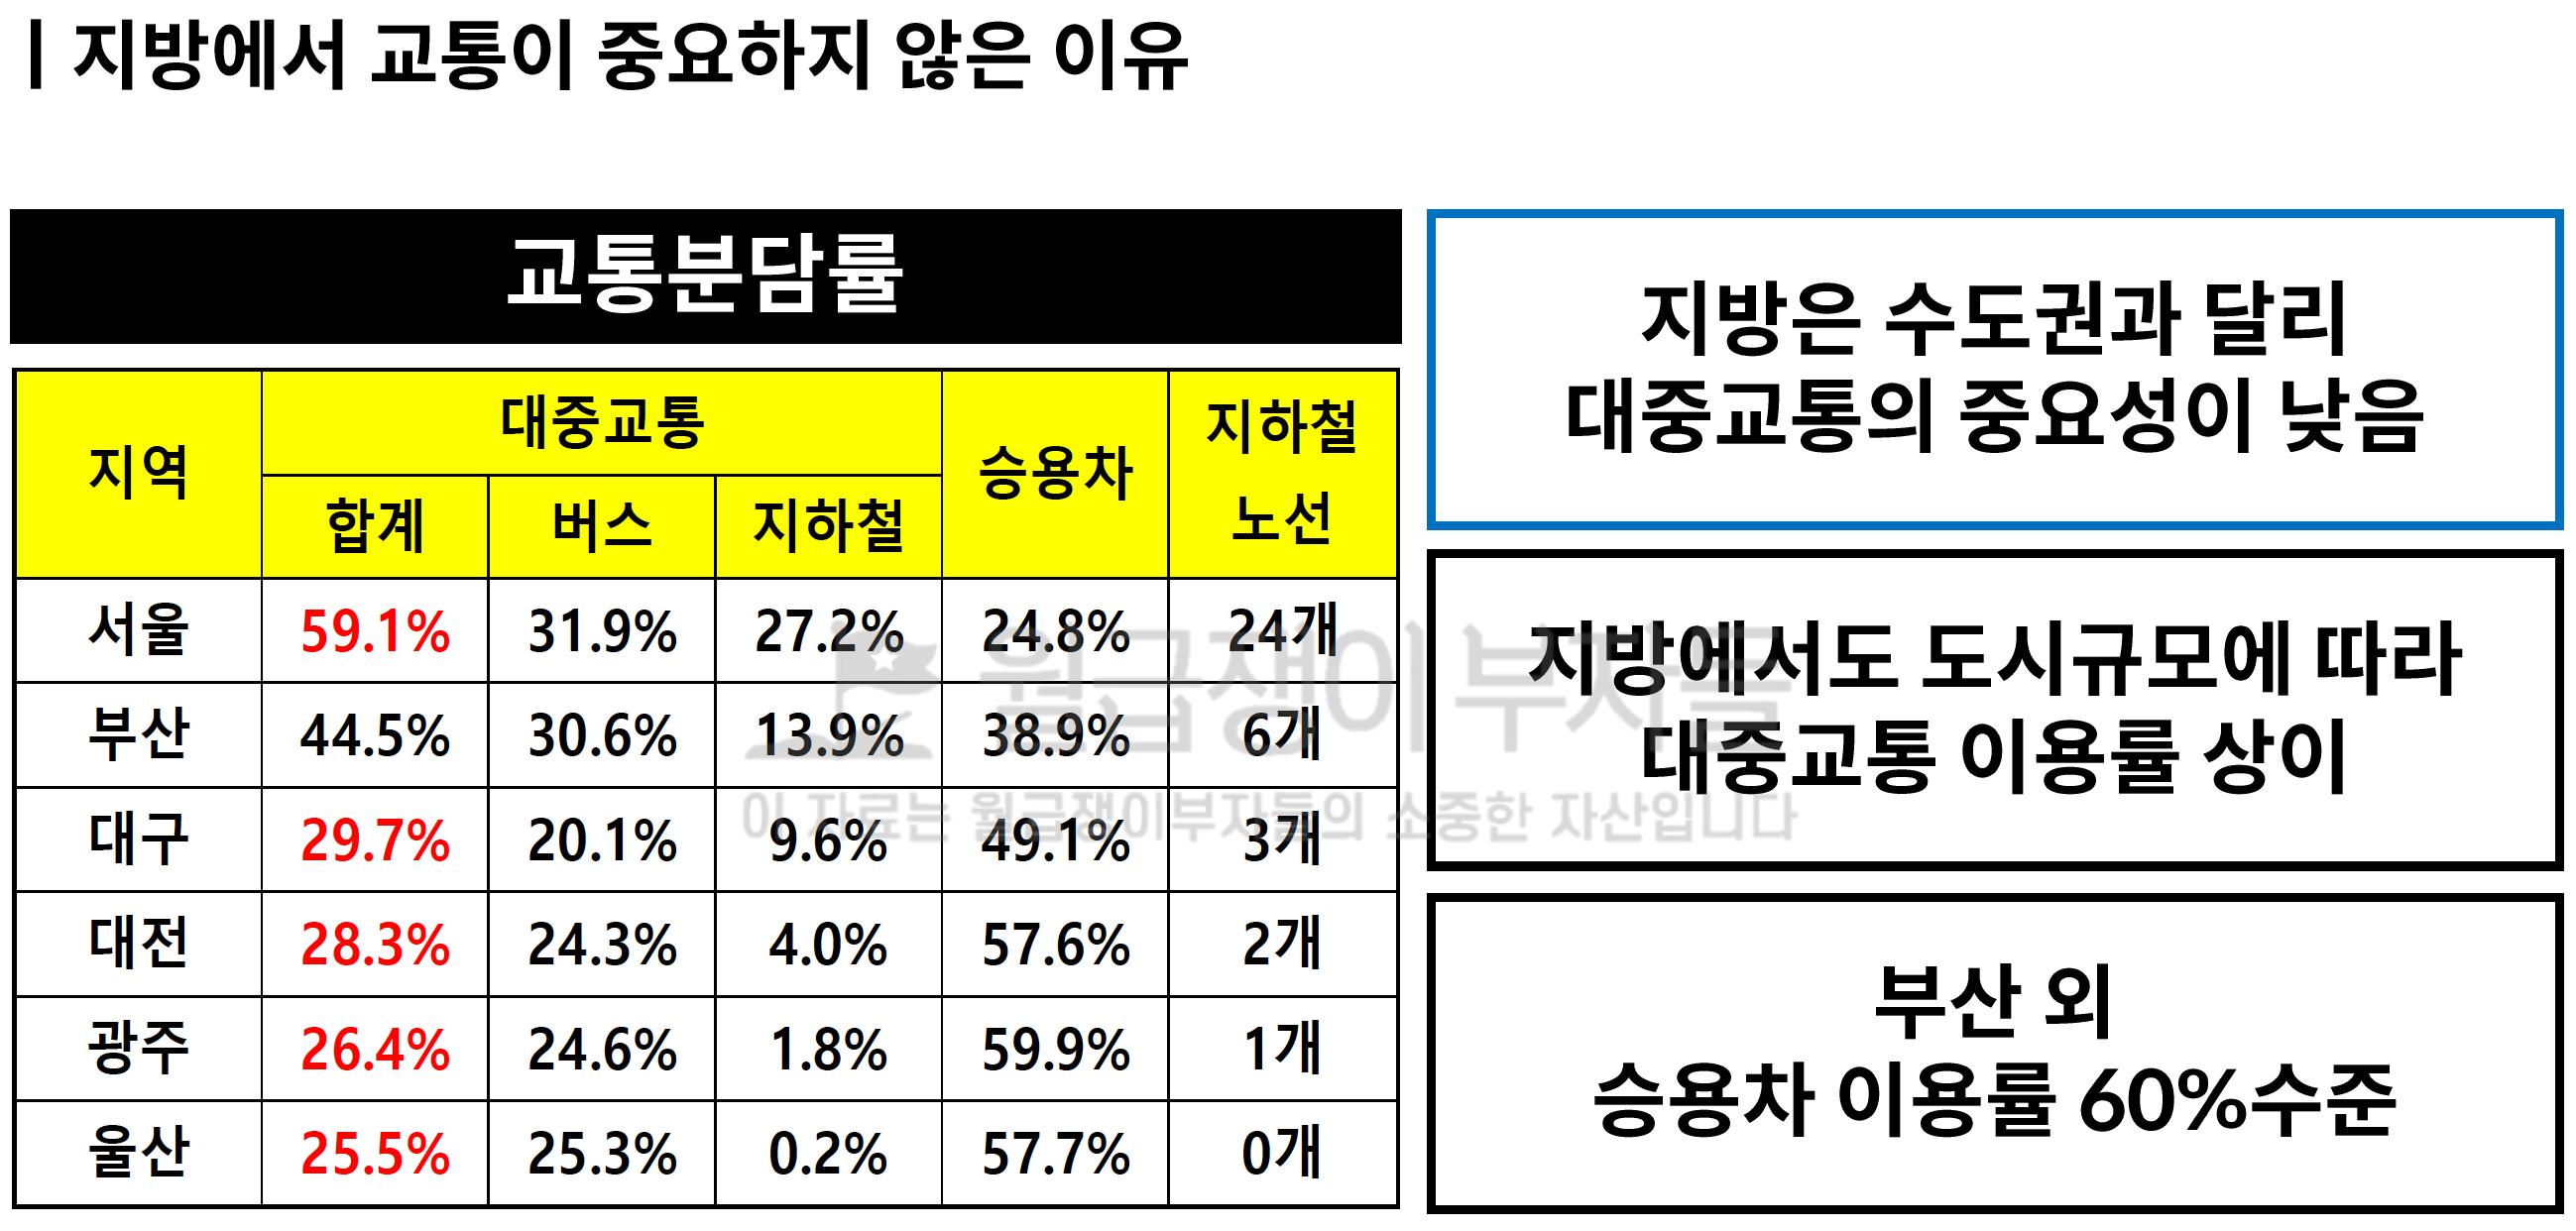 | 지방에서 교통이 중요하지 않은 이유
교통분담률
지역 대중교통 승용차 지하철 노선
합계 버스 지하철
서울 59.1% 31.9% 27.2% 24.8% 24개
부산 44.5% 30.6% 13.9% 38.9% 6개
대구 29.7% 20.1% 9.6% 49.1% 3개
대전 28.3% 24.3% 4.0% 57.6% 2개
광주 26.4% 24.6% 1.8% 59.9% 1개
울산 25.5% 25.3% 0.2% 57.7% 0개
지방은 수도권과 달리
대중교통의 중요성이 낮음
지방에서도 도시규모에 따라
대중교통 이용률 상이
부산 외
승용차 이용률 60%수준
월급쟁이부자들
이 자료는 월급쟁이부자들의 소중한 자산입니다